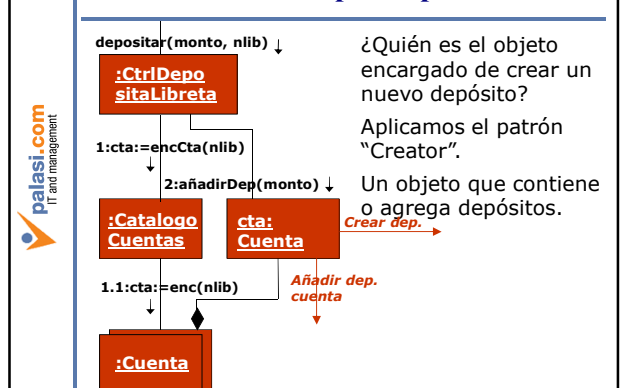 depositar(monto, nlib)
:CtrlDepo
sitaLibreta
1:cta:=encCta(nlib)
2:añadirDep(monto)
:Catalogo
Cuentas
cta:
Cuenta
Crear dep.
Añadir dep.
cuenta
1.1:cta:=enc(nlib)
:Cuenta
¿Quién es el objeto
encargado de crear un
nuevo depósito?
Aplicamos el patrón
“Creator”.
Un objeto que contiene
o agrega depósitos.
palasi.com
IT and management